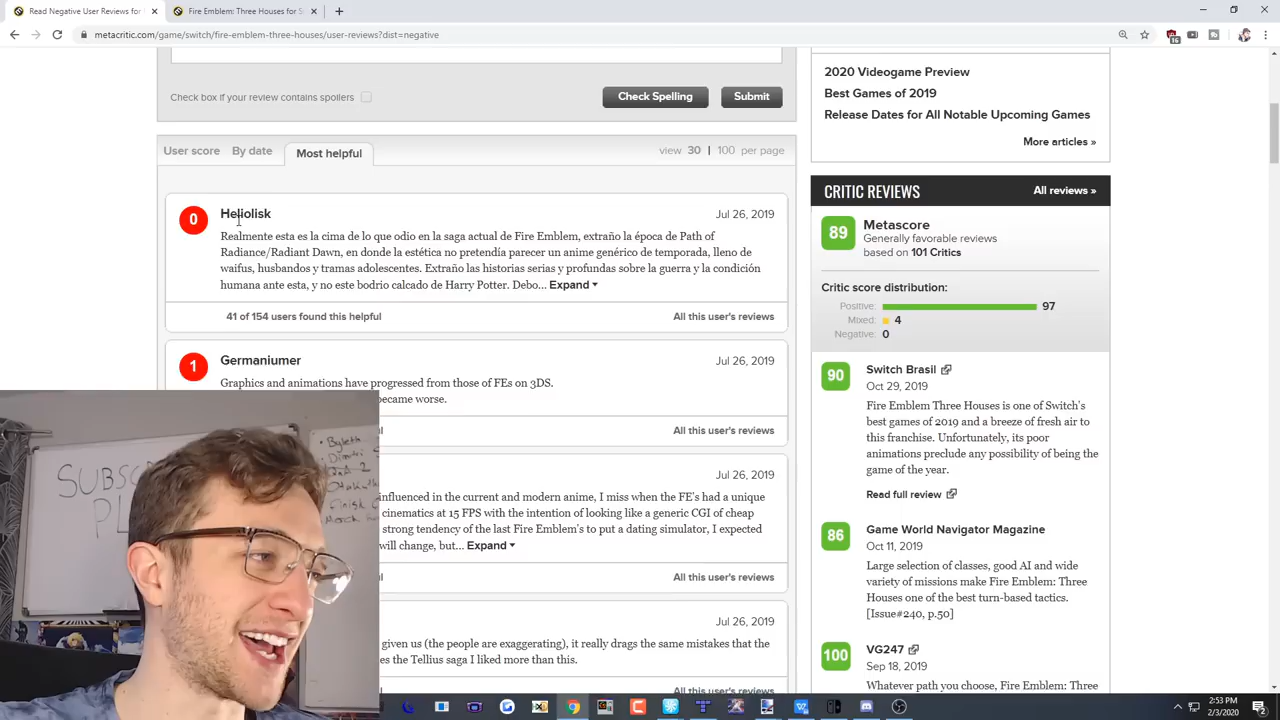 Read Negative User Reviews for
Fire Emblem: Three Houses for S
metacritic.com/game/switch/fire-emblem-three-houses/user-reviews?dist=negative
Check box if your review contains spoilers
Check Spelling
Submit
User score
By date
Most helpful
view 30 | 100 per page
0
Heliolisk
Jul 26, 2019
Realmente esta es la cima de lo que odio en la saga actual de Fire Emblem, extraño la época de Path of
Radiance/Radiant Dawn, en donde la estética no pretendía parecer un anime genérico de temporada, lleno de
waifus, husbandos y tramas adolescentes. Extraño las historias serias y profundas sobre la guerra y la condición
humana ante esta, y no este bodrio calcado de Harry Potter. Debo... Expand
41 of 154 users found this helpful
All this user's reviews
1
Germaniumer
Jul 26, 2019
Graphics and animations have progressed from those of FEs on 3DS.
became worse.
All this user's reviews
Jul 26, 2019
influenced in the current and modern anime, I miss when the FE's had a unique
cinematics at 15 FPS with the intention of looking like a generic CGI of cheap
strong tendency of the last Fire Emblem's to put a dating simulator, I expected
will change, but... Expand
All this user's reviews
Jul 26, 2019
given us (the people are exaggerating), it really drags the same mistakes that the
the Tellius saga I liked more than this.
All this user's reviews
2020 Videogame Preview
Best Games of 2019
Release Dates for All Notable Upcoming Games
More articles »
CRITIC REVIEWS
All reviews »
89
Metascore
Generally favorable reviews
based on 101 Critics
Critic score distribution:
Positive: 97
Mixed: 4
Negative: 0
90
Switch Brasil
Oct 29, 2019
Fire Emblem Three Houses is one of Switch's
best games of 2019 and a breeze of fresh air to
this franchise. Unfortunately, its poor
animations preclude any possibility of being the
game of the year.
Read full review
86
Game World Navigator Magazine
Oct 11, 2019
Large selection of classes, good AI and wide
variety of missions make Fire Emblem: Three
Houses one of the best turn-based tactics.
[Issue#240, p.50]
100
VG247
Sep 18, 2019
Whatever path you choose, Fire Emblem: Three
SUBSC
PL
Byleth
2:53 PM
2/3/2020